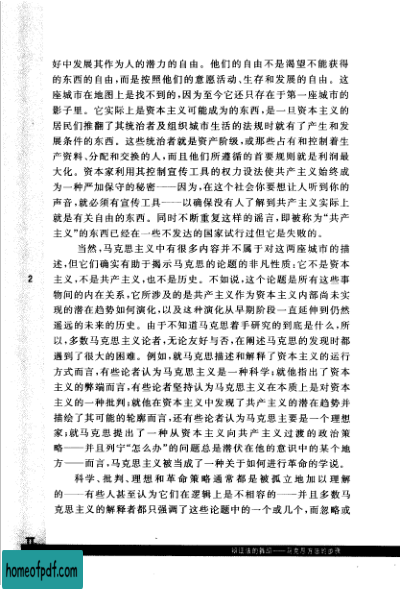 好中发展其作为人的潜力的自由。他们的自由不是渴望不能获得
的东西的自由,而是按照他们的意愿活动、生存和发展的自由。这
座城市在地图上是找不到的,因为至今它还只存在于第一座城市的
影子里。它实际上是资本主义可能成为的东西,是一旦资本主义的
居民们推翻了其统治者及组织城市生活的法规时就有了产生和发
展条件的东西。这些统治者就是资产阶级,或那些占有和控制着生
产资料、分配和交换的人,而且他们所遵循的首要规则就是利润最
大化。资本家利用其控制宣传工具的权力设法使共产主义始终成
为一种严加保守的秘密——因为,在这个社会你要想让人听到你的
声音,就必须有宣传工具——以确保没有人了解到共产主义实际上
就是有关自由的东西。同时不断重复这样的谣言,即被称为“共产
主义”的东西已经在一些不发达的国家试行过但它是失败的。
当然,马克思主义中有很多内容并不属于对这两座城市的描
述,但它们确实有助于揭示马克思的论题的非凡性质:它不是资本
主义,不是共产主义,也不是历史。不如说,这个论题是所有这些事
物间的内在关系,它所涉及的是共产主义作为资本主义内部尚未实
现的潜在趋势如何演化,以及这种演化从早期阶段一直延伸到仍然
遥远的未来的历史。由于不知道马克思着手研究的到底是什么,所
以,多数马克思主义论者,无论友好与否,在阐述马克思的发现时都
遇到了很大的困难。例如,就马克思描述和解释了资本主义的运行
方式而言,有些论者认为马克思主义是一种科学;就他指出了资本
主义的弊端而言,有些论者坚持认为马克思主义在本质上是对资本
主义的一种批判;就他在资本主义中发现了共产主义的潜在趋势并
描绘了其可能的轮廓而言,还有些论者认为马克思主要是一个理想
家;就马克思提出了一种从资本主义向共产主义过渡的政治策
略——并且列宁“怎么办”的问题总是潜伏在他的意识中的某个地
方——而言,马克思主义被当成了一种关于如何进行革命的学说。
科学、批判、理想和革命策略通常都是被孤立地加以理解
的——有些人甚至认为它们在逻辑上是不相容的——并且多数马
克思主义的解释者都只强调了这些论题中的一个或几个,而忽略或
2
辩证法的舞蹈——马克思方法的步骤
homeofpdf.com